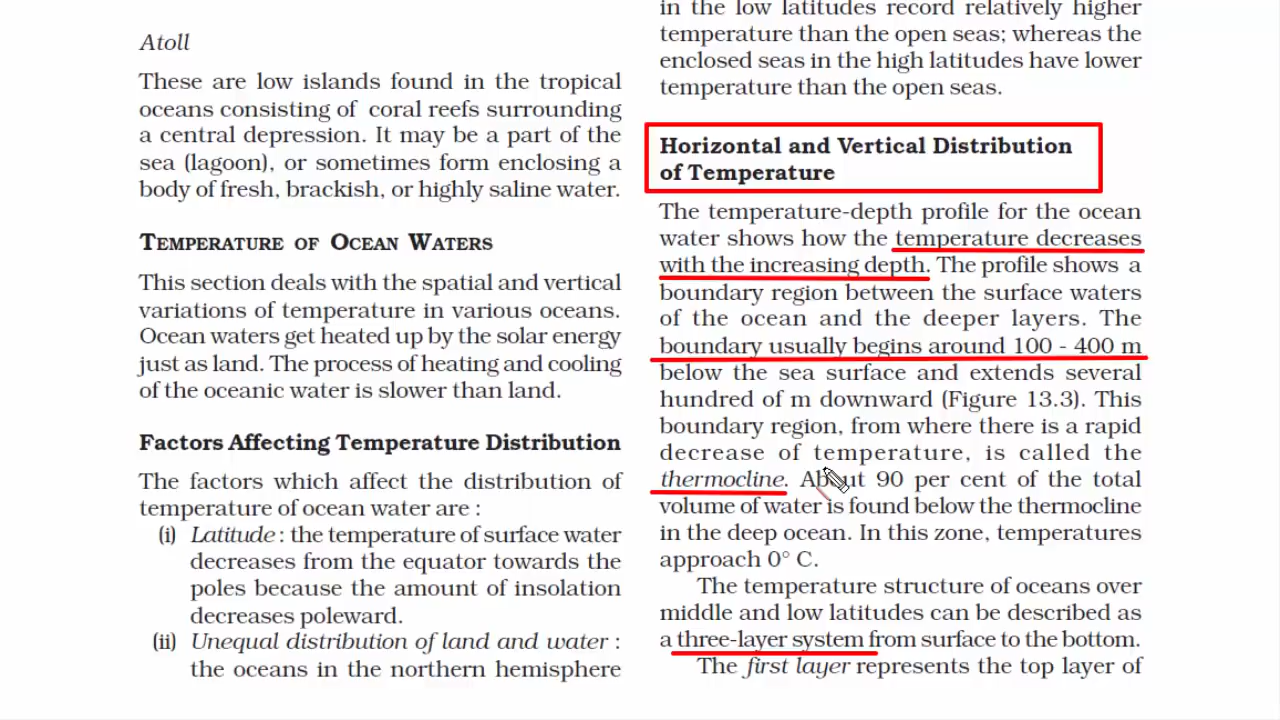 Atoll
These are low islands found in the tropical
oceans consisting of coral reefs surrounding
a central depression. It may be a part of the
sea (lagoon), or sometimes form enclosing a
body of fresh, brackish, or highly saline water.
TEMPERATURE OF OCEAN WATERS
This section deals with the spatial and vertical
variations of temperature in various oceans.
Ocean waters get heated up by the solar energy
just as land. The process of heating and cooling
of the oceanic water is slower than land.
Factors Affecting Temperature Distribution
The factors which affect the distribution of
temperature of ocean water are :
(i) Latitude : the temperature of surface water
decreases from the equator towards the
poles because the amount of insolation
decreases poleward.
(ii) Unequal distribution of land and water :
the oceans in the northern hemisphere
in the low latitudes record relatively higher
temperature than the open seas; whereas the
enclosed seas in the high latitudes have lower
temperature than the open seas.
Horizontal and Vertical Distribution
of Temperature
The temperature-depth profile for the ocean
water shows how the temperature decreases
with the increasing depth. The profile shows a
boundary region between the surface waters
of the ocean and the deeper layers. The
boundary usually begins around 100 - 400 m
below the sea surface and extends several
hundred of m downward (Figure 13.3). This
boundary region, from where there is a rapid
decrease of temperature, is called the
thermocline. About 90 per cent of the total
volume of water is found below the thermocline
in the deep ocean. In this zone, temperatures
approach 0° C.
The temperature structure of oceans over
middle and low latitudes can be described as
a three-layer system from surface to the bottom.
The first layer represents the top layer of